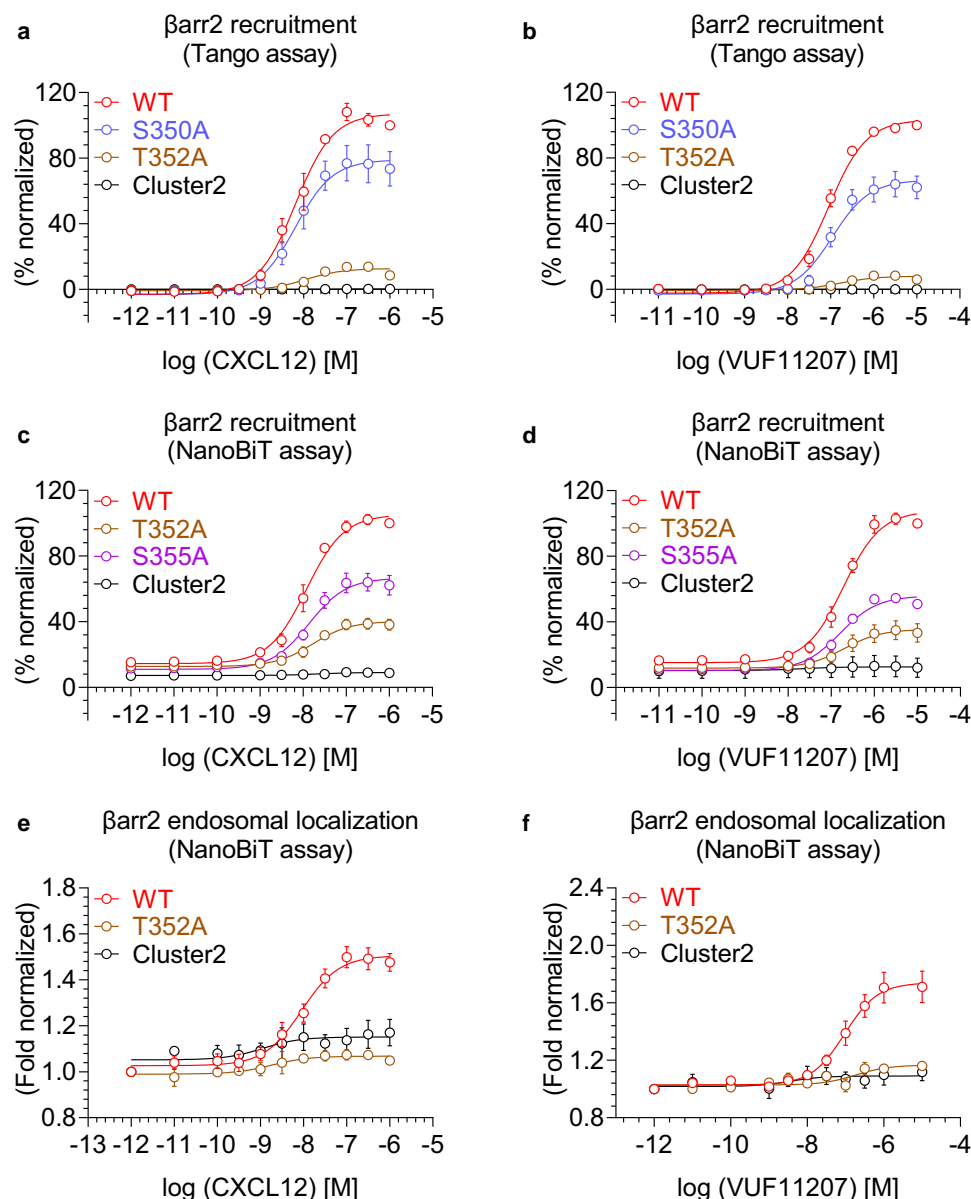 a
βarr2 recruitment
(Tango assay)
(% normalized)
120
80
40
0
WT
S350A
T352A
Cluster2
-12 -11 -10 -9 -8 -7 -6 -5
log (CXCL12) [M]
b
βarr2 recruitment
(Tango assay)
(% normalized)
120
80
40
0
WT
S350A
T352A
Cluster2
-11 -10 -9 -8 -7 -6 -5 -4
log (VUF11207) [M]
c
βarr2 recruitment
(NanoBiT assay)
(% normalized)
120
80
40
0
WT
T352A
S355A
Cluster2
-12 -11 -10 -9 -8 -7 -6 -5
log (CXCL12) [M]
d
βarr2 recruitment
(NanoBiT assay)
(% normalized)
120
80
40
0
WT
T352A
S355A
Cluster2
-11 -10 -9 -8 -7 -6 -5 -4
log (VUF11207) [M]
e
βarr2 endosomal localization
(NanoBiT assay)
(Fold normalized)
1.8
1.6
1.4
1.2
1.0
0.8
WT
T352A
Cluster2
-13 -12 -11 -10 -9 -8 -7 -6 -5
log (CXCL12) [M]
f
βarr2 endosomal localization
(NanoBiT assay)
(Fold normalized)
2.4
2.0
1.6
1.2
0.8
WT
T352A
Cluster2
-12 -10 -8 -6 -4
log (VUF11207) [M]